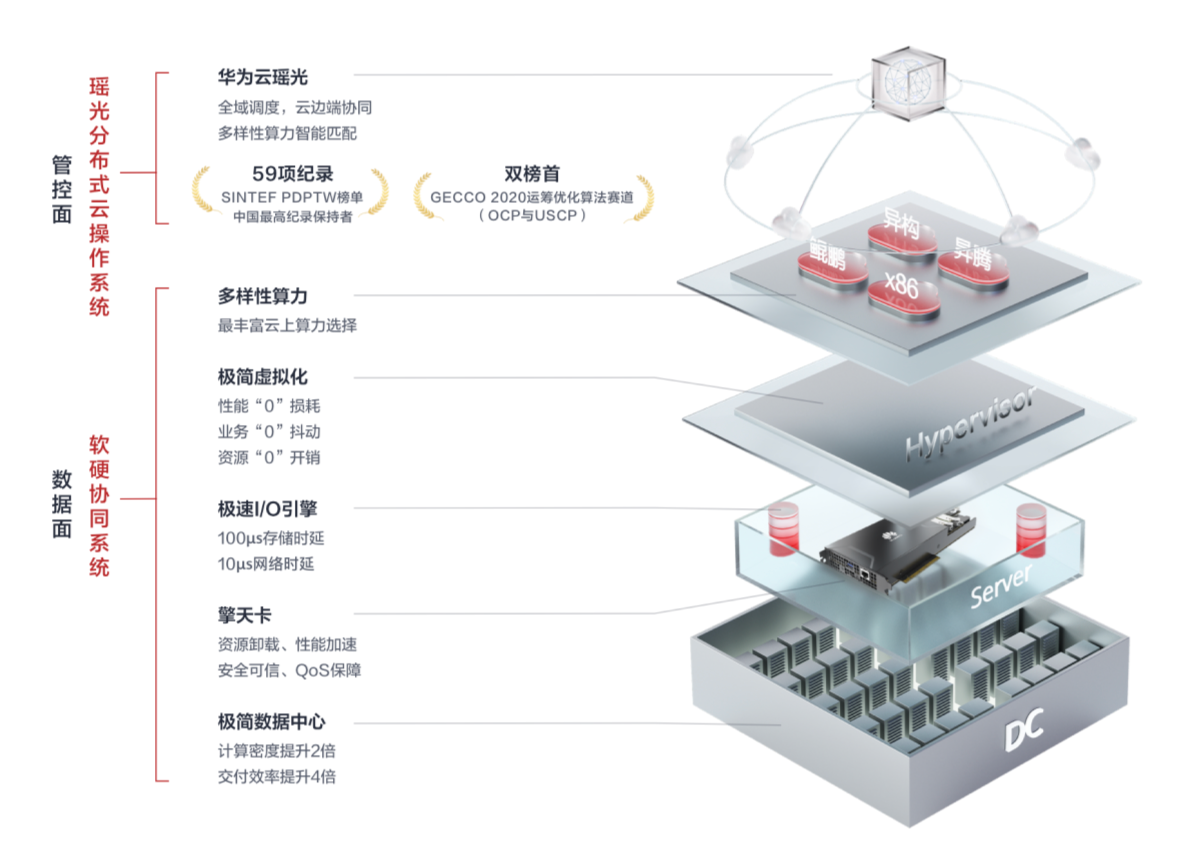 管控面
瑶光分布式云操作系统
华为云瑶光
全域调度，云边端协同
多样性算力智能匹配
59项纪录
SINTEF PDPTW榜单
中国最高纪录保持者
双榜首
GECCO 2020运筹优化算法赛道
（OCP与USCP）
数据面
软硬协同系统
多样性算力
最丰富云上算力选择
极简虚拟化
性能“0”损耗
业务“0”抖动
资源“0”开销
极速I/O引擎
100μs存储时延
10μs网络时延
擎天卡
资源卸载、性能加速
安全可信、QoS保障
极简数据中心
计算密度提升2倍
交付效率提升4倍
异构
鲲鹏
昇腾
x86
Hypervisor
Server
DC